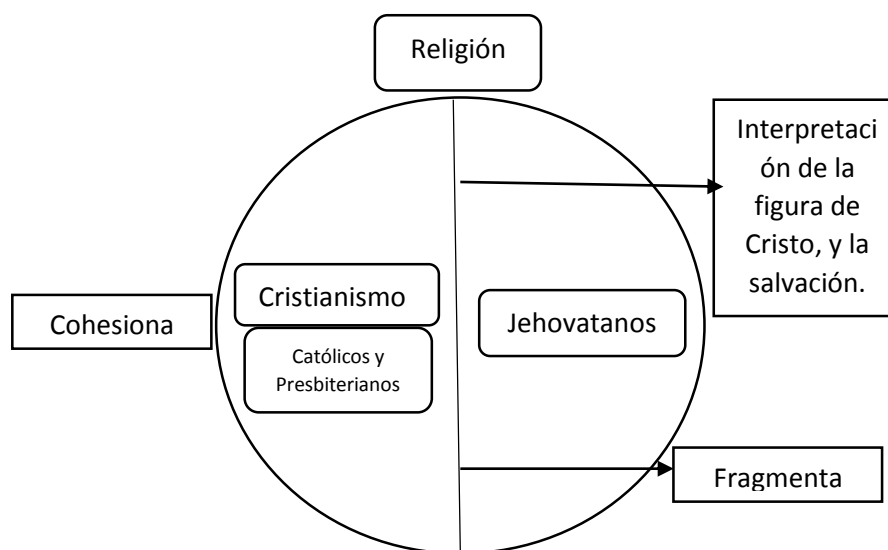 Religión
Interpretaci
ón de la
figura de
Cristo, y la
salvación.
Cristianismo
Cohesiona
Jehovatanos
Católicos y
Presbiterianos
Fragmenta